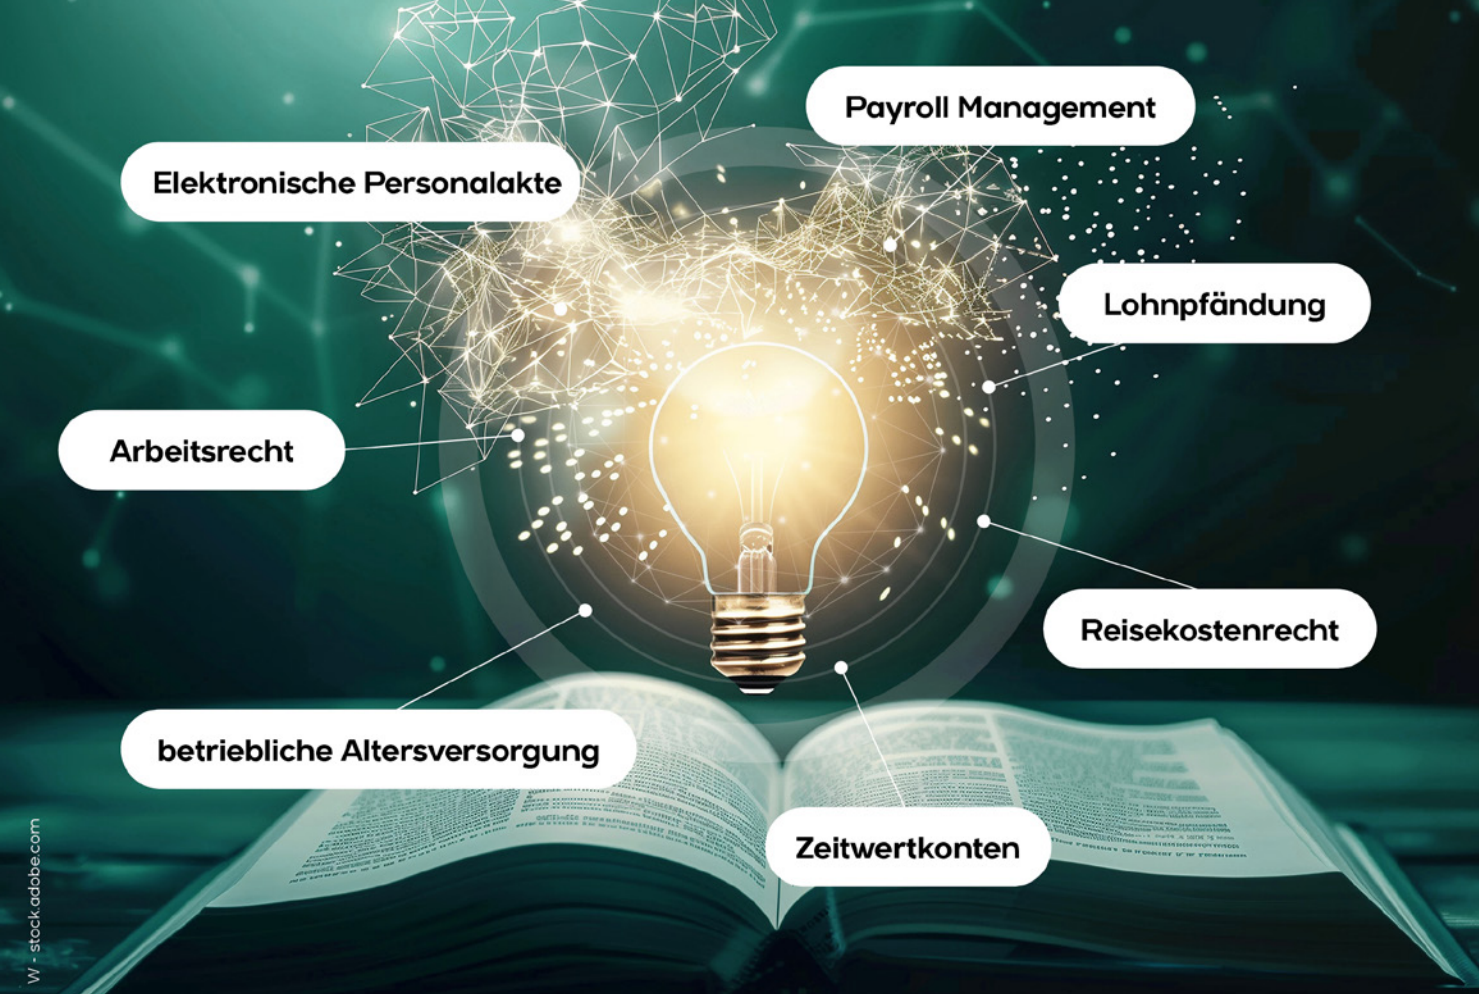 Payroll Management
Elektronische Personalakte
Lohnpfändung
Arbeitsrecht
Reisekostenrecht
betriebliche Altersversorgung
Zeitwertkonten
W - stock.adobe.com